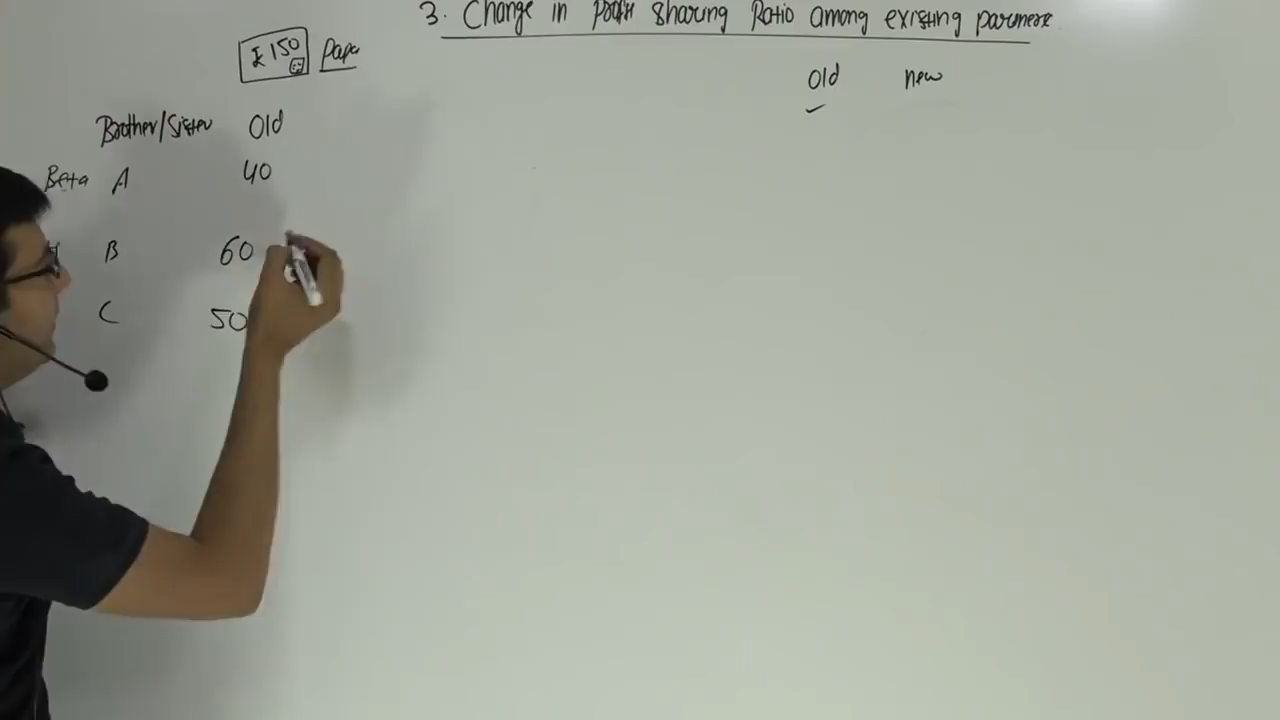 3. Change in Profit Sharing Ratio among existing partners
₹150 Papa
Old new
Brother/Sister Old
Beta A 40
B 60
C 50